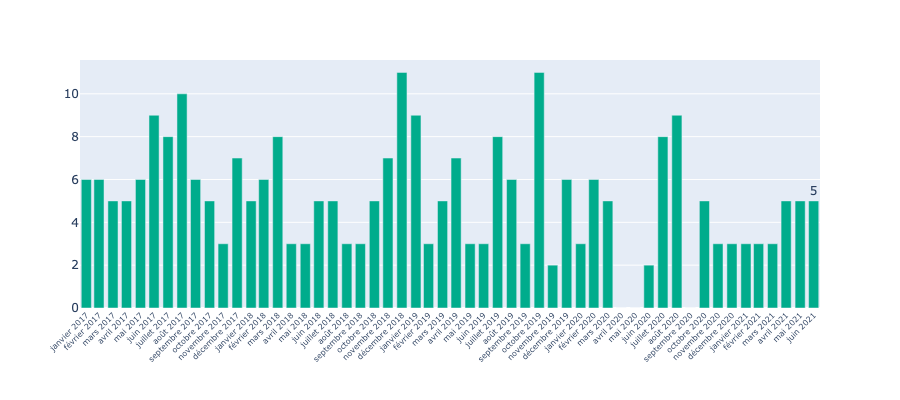 10
8
6
4
2
0
5
janvier 2017
février 2017
mars 2017
avril 2017
mai 2017
juin 2017
juillet 2017
août 2017
septembre 2017
octobre 2017
novembre 2017
décembre 2017
janvier 2018
février 2018
mars 2018
avril 2018
mai 2018
juin 2018
juillet 2018
août 2018
septembre 2018
octobre 2018
novembre 2018
décembre 2018
janvier 2019
février 2019
mars 2019
avril 2019
mai 2019
juin 2019
juillet 2019
août 2019
septembre 2019
octobre 2019
novembre 2019
décembre 2019
janvier 2020
février 2020
mars 2020
avril 2020
mai 2020
juin 2020
juillet 2020
août 2020
septembre 2020
octobre 2020
novembre 2020
décembre 2020
janvier 2021
février 2021
mars 2021
avril 2021
mai 2021
juin 2021